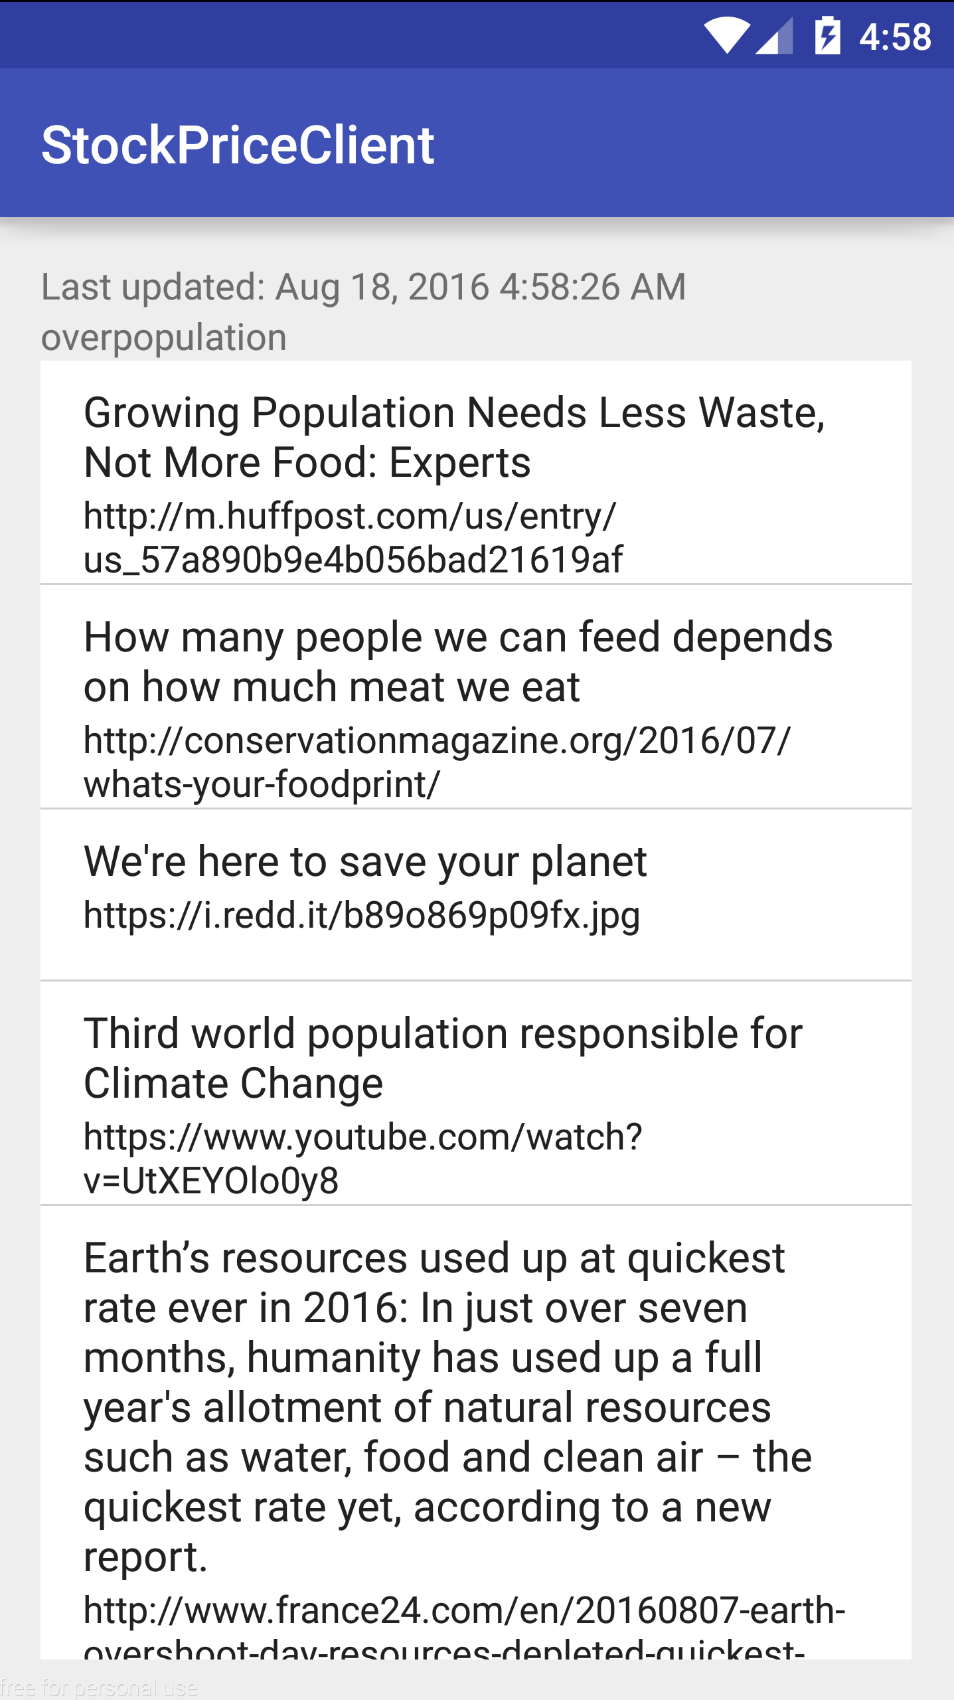 4:58
StockPriceClient
Last updated: Aug 18, 2016 4:58:26 AM
overpopulation
Growing Population Needs Less Waste,
Not More Food: Experts
http://m.huffpost.com/us/entry/
us_57a890b9e4b056bad21619af
How many people we can feed depends
on how much meat we eat
http://conservationmagazine.org/2016/07/
whats-your-foodprint/
We're here to save your planet
https://i.redd.it/b89o869p09fx.jpg
Third world population responsible for
Climate Change
https://www.youtube.com/watch?
v=UtXEYOlo0y8
Earth’s resources used up at quickest
rate ever in 2016: In just over seven
months, humanity has used up a full
year's allotment of natural resources
such as water, food and clean air – the
quickest rate yet, according to a new
report.
http://www.france24.com/en/20160807-earth-
overshoot-day-resources-depleted-quickest-
free for personal use